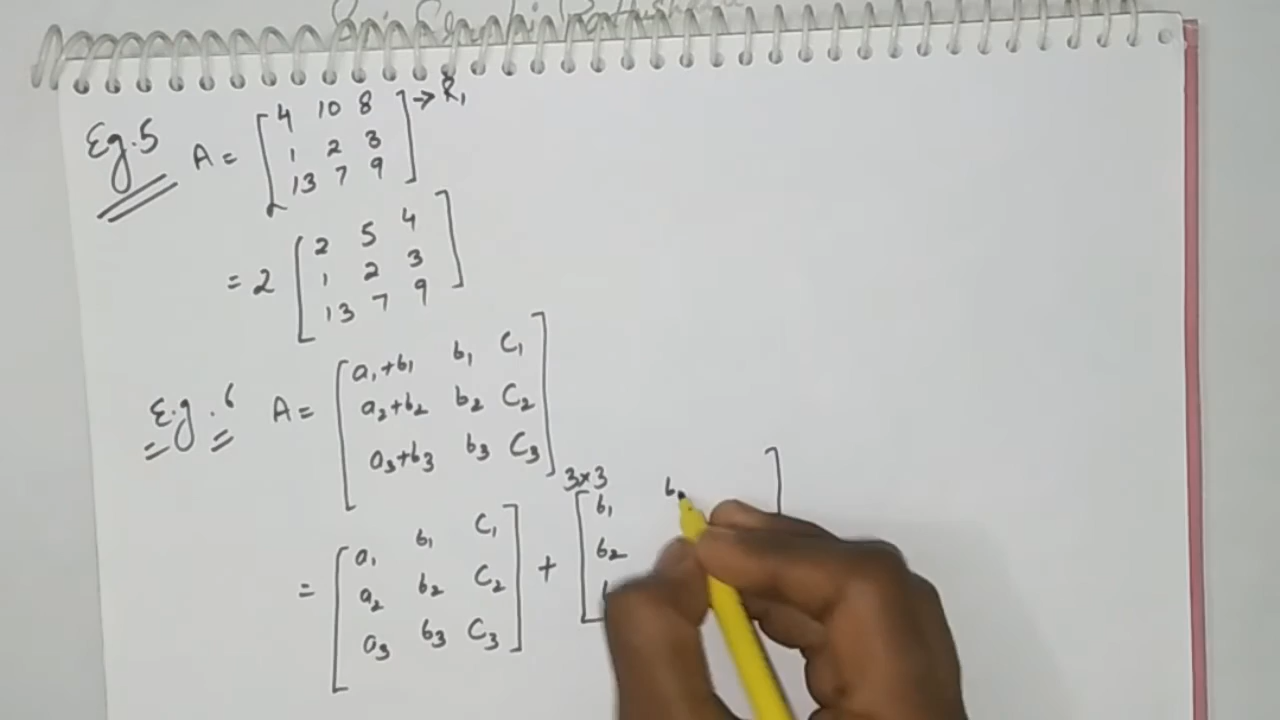 Eg.5 A = [ 4 10 8 → R₁
1 2 3
13 7 9 ]
= 2 [ 2 5 4
1 2 3
13 7 9 ]
E.g.6 A = [ a₁+b₁ b₁ C₁
a₂+b₂ b₂ C₂
a₃+b₃ b₃ C₃ ]
3×3
= [ a₁ b₁ C₁
a₂ b₂ C₂
a₃ b₃ C₃ ] + [ b₁ b
b₂